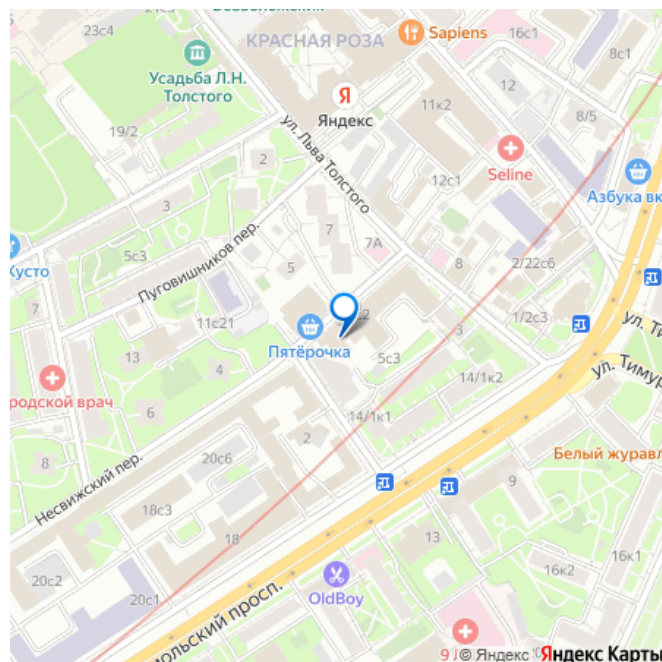 23с4
КРАСНАЯ РОЗА
Sapiens
16с1
8с1
Усадьба Л.Н.
Толстого
12
Яндекс
11к2
8/5
19/2
ул. Льва Толстого
2
Seline
12с1
Азбука вк
3
7
7А
5с3
Пуговишников пер.
5
8
2/22с6
Кусто
7
11с21
1/2с3
3
ул. Ти
Пятёрочка
13
5с3
14/1к2
ул. Тимур
родской врач
4
6
14/1к1
2
Белый журавл
8
20с6
Несвижский пер.
9
18с3
18
13
16к1
20с2
16к2
20с1
OldBoy
мольский просп.
9
© Яндекс
Яндекс Карты